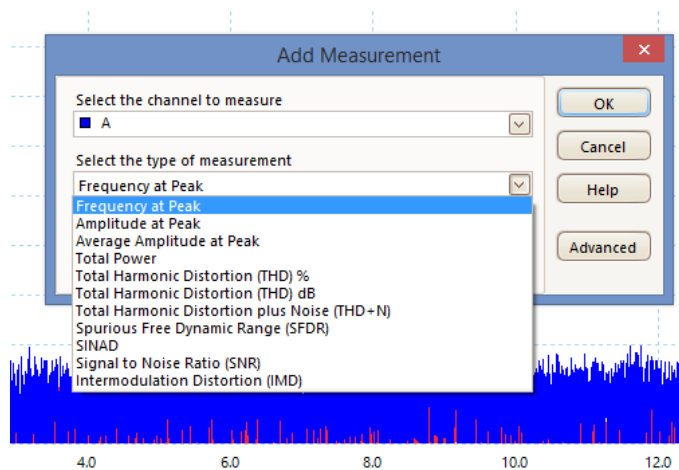 Add Measurement
Select the channel to measure
A
Select the type of measurement
Frequency at Peak
Frequency at Peak
Amplitude at Peak
Average Amplitude at Peak
Total Power
Total Harmonic Distortion (THD) %
Total Harmonic Distortion (THD) dB
Total Harmonic Distortion plus Noise (THD+N)
Spurious Free Dynamic Range (SFDR)
SINAD
Signal to Noise Ratio (SNR)
Intermodulation Distortion (IMD)
OK
Cancel
Help
Advanced
4.0 6.0 8.0 10.0 12.0